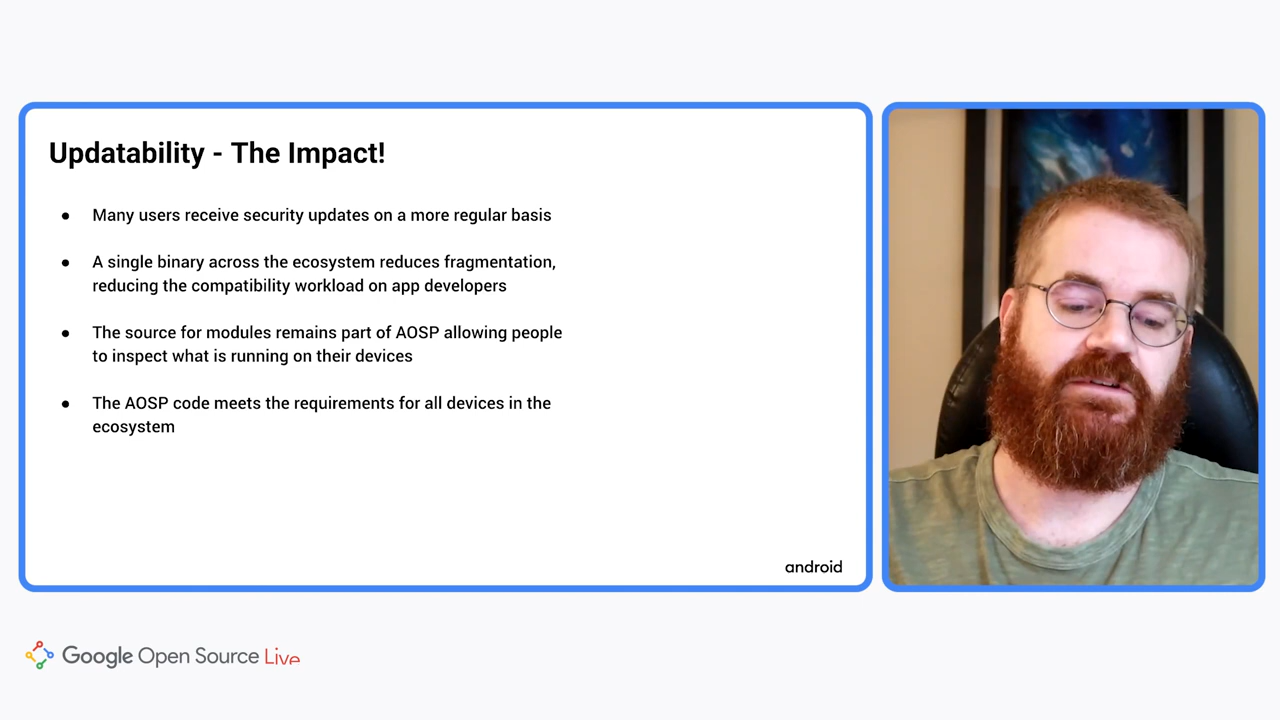 Updatability - The Impact!
● Many users receive security updates on a more regular basis
● A single binary across the ecosystem reduces fragmentation,
reducing the compatibility workload on app developers
● The source for modules remains part of AOSP allowing people
to inspect what is running on their devices
● The AOSP code meets the requirements for all devices in the
ecosystem
android
Google Open Source Live